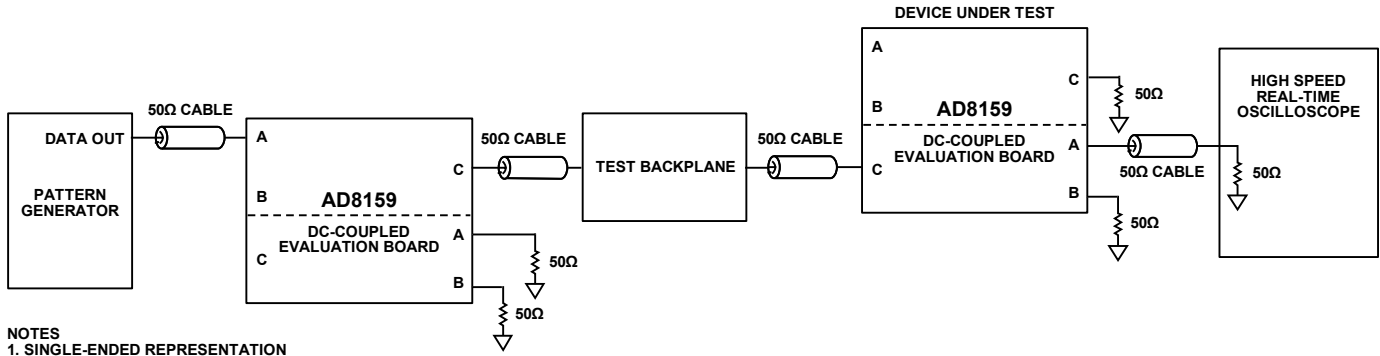 DEVICE UNDER TEST
PATTERN
GENERATOR
DATA OUT
50Ω CABLE
A
B
C
AD8159
DC-COUPLED
EVALUATION BOARD
C
A
B
50Ω
50Ω
50Ω CABLE
TEST BACKPLANE
50Ω CABLE
A
B
C
AD8159
DC-COUPLED
EVALUATION BOARD
C
A
B
50Ω
50Ω
50Ω CABLE
HIGH SPEED
REAL-TIME
OSCILLOSCOPE
50Ω
NOTES
1. SINGLE-ENDED REPRESENTATION